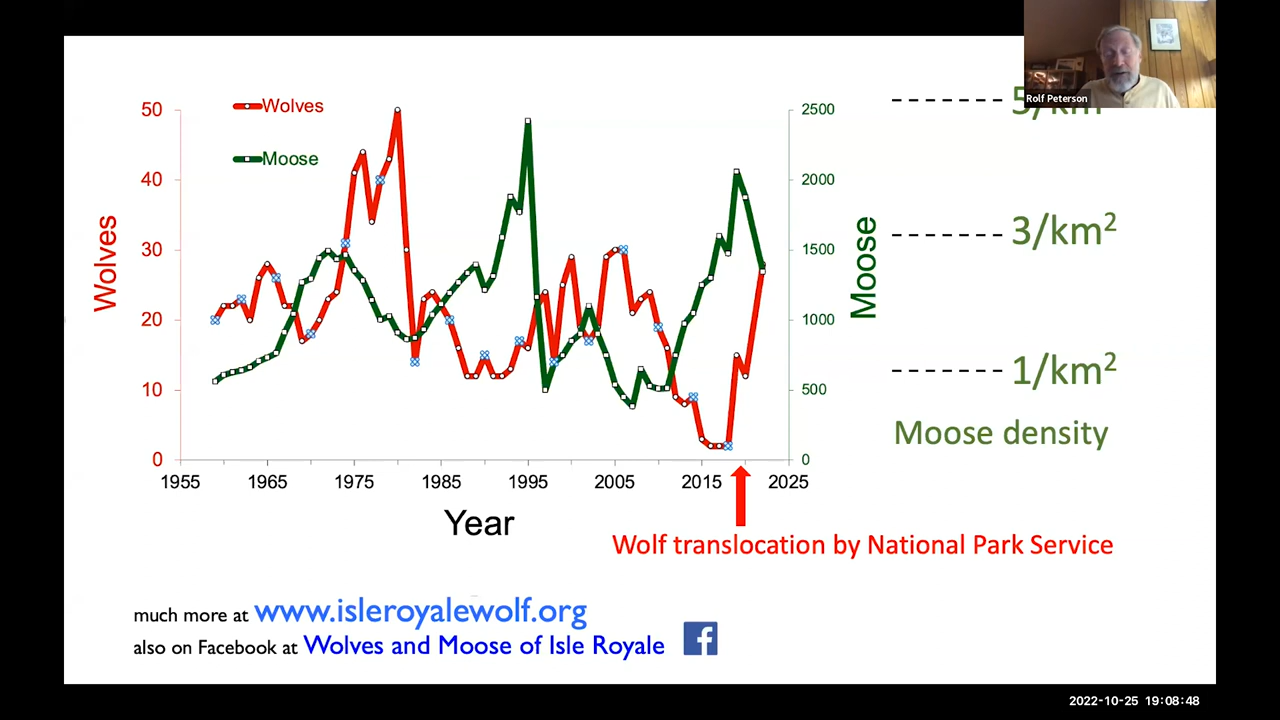 Rolf Peterson
Wolves
Moose
50
40
30
20
10
0
Wolves
2500
2000
1500
1000
500
0
Moose
1955
1965
1975
1985
1995
2005
2015
2025
Year
5/km²
3/km²
1/km²
Moose density
Wolf translocation by National Park Service
much more at www.isleroyalewolf.org
also on Facebook at Wolves and Moose of Isle Royale
2022-10-25 19:08:48